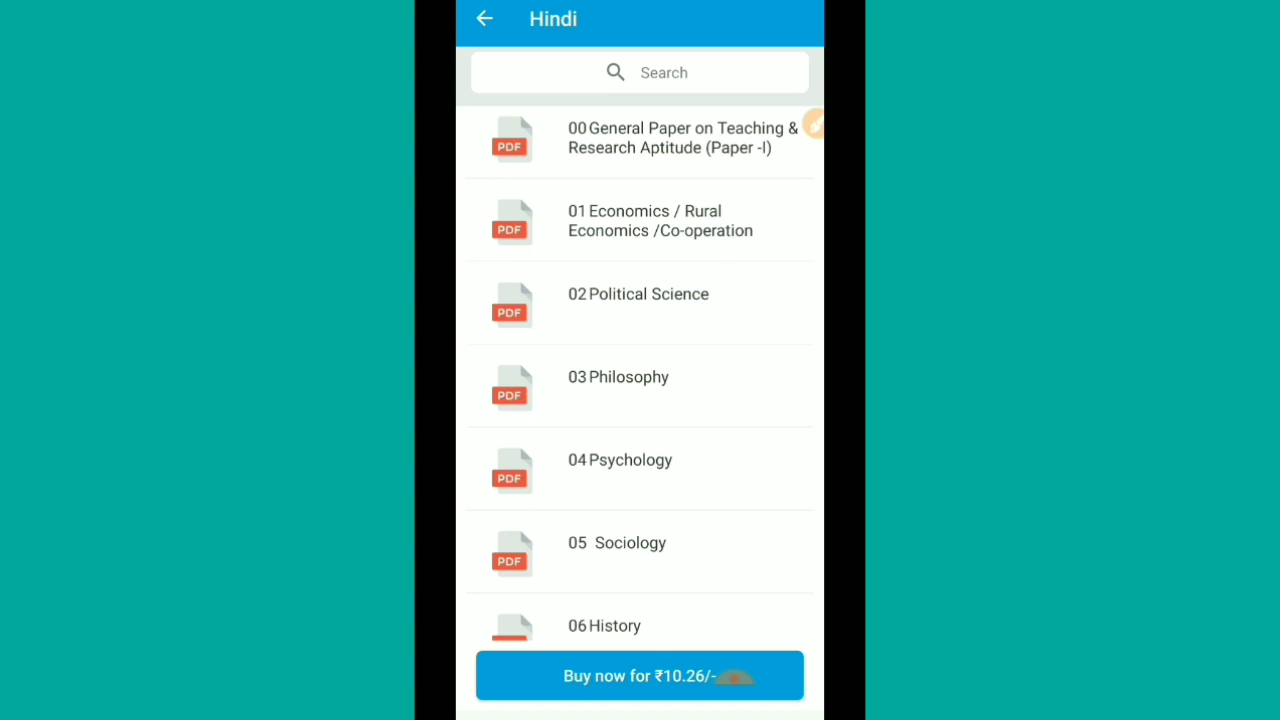 Hindi
Search
00 General Paper on Teaching &
Research Aptitude (Paper -I)
PDF
01 Economics / Rural
Economics /Co-operation
PDF
02 Political Science
PDF
03 Philosophy
PDF
04 Psychology
PDF
05 Sociology
PDF
06 History
Buy now for ₹10.26/-